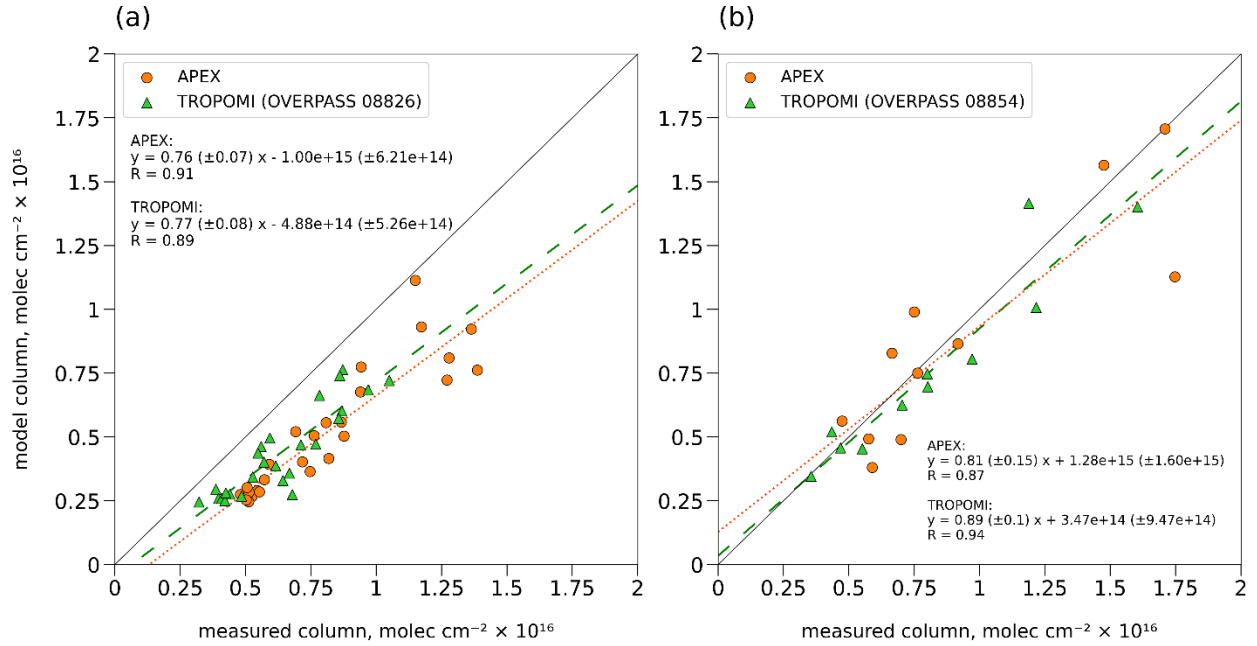 (a)
2
1.75
1.5
1.25
1
0.75
0.5
0.25
0
APEX
TROPOMI (OVERPASS 08826)
APEX:
y = 0.76 (±0.07) x - 1.00e+15 (±6.21e+14)
R = 0.91
TROPOMI:
y = 0.77 (±0.08) x - 4.88e+14 (±5.26e+14)
R = 0.89
0 0.25 0.5 0.75 1 1.25 1.5 1.75 2
measured column, molec cm⁻² × 10¹⁶
model column, molec cm⁻² × 10¹⁶
(b)
2
1.75
1.5
1.25
1
0.75
0.5
0.25
0
APEX
TROPOMI (OVERPASS 08854)
APEX:
y = 0.81 (±0.15) x + 1.28e+15 (±1.60e+15)
R = 0.87
TROPOMI:
y = 0.89 (±0.1) x + 3.47e+14 (±9.47e+14)
R = 0.94
0 0.25 0.5 0.75 1 1.25 1.5 1.75 2
measured column, molec cm⁻² × 10¹⁶